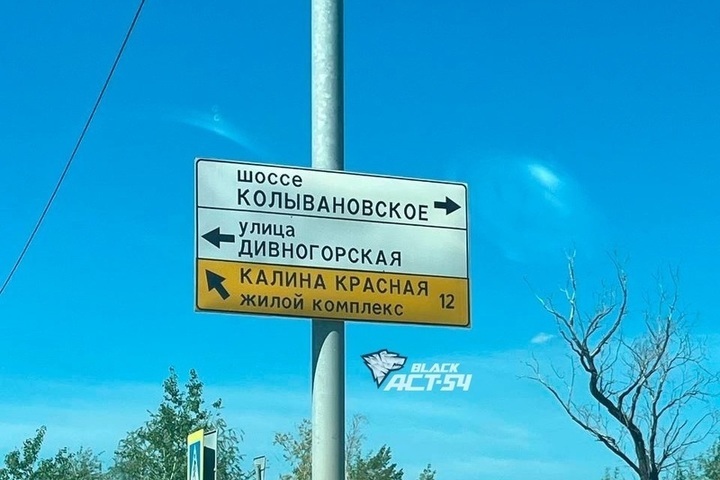 шоссе
КОЛЫВАНОВСКОЕ
улица
ДИВНОГОРСКАЯ
КАЛИНА КРАСНАЯ
жилой комплекс 12
BLACK
ACT-54